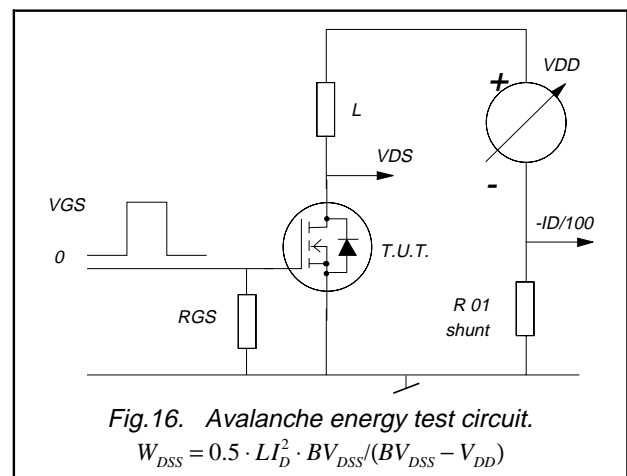 +
VDD
L
VDS
-
VGS
-ID/100
0
T.U.T.
RGS
R 01
shunt
Fig.16. Avalanche energy test circuit.
W_DSS = 0.5 · LI_D^2 · BV_DSS/(BV_DSS − V_DD)